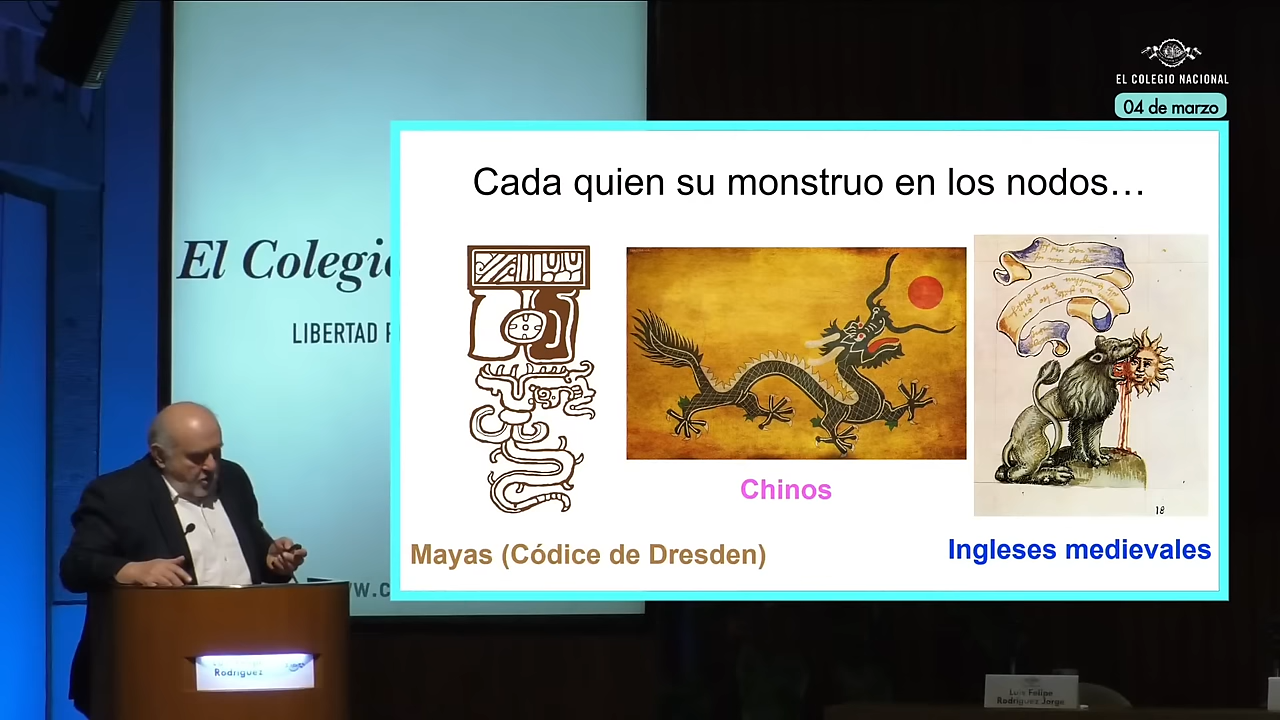 EL COLEGIO NACIONAL
04 de marzo
Cada quien su monstruo en los nodos…
El Colegi
LIBERTAD
Chinos
Mayas (Códice de Dresden)
Ingleses medievales
18
Rodríguez
Luis Felipe
Rodríguez Jorge